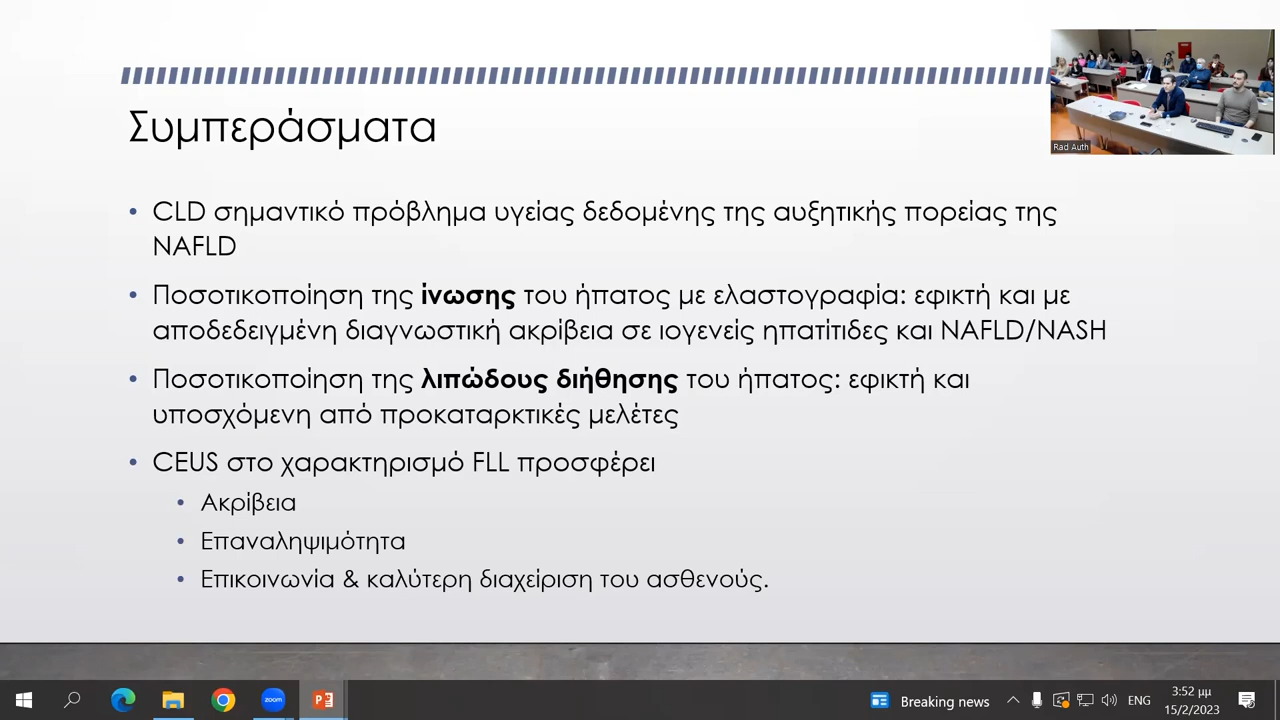 Rad Auth
Συμπεράσματα
• CLD σημαντικό πρόβλημα υγείας δεδομένης της αυξητικής πορείας της
NAFLD
• Ποσοτικοποίηση της ίνωσης του ήπατος με ελαστογραφία: εφικτή και με
αποδεδειγμένη διαγνωστική ακρίβεια σε ιογενείς ηπατίτιδες και NAFLD/NASH
• Ποσοτικοποίηση της λιπώδους διήθησης του ήπατος: εφικτή και
υποσχόμενη από προκαταρκτικές μελέτες
• CEUS στο χαρακτηρισμό FLL προσφέρει
• Ακρίβεια
• Επαναληψιμότητα
• Επικοινωνία & καλύτερη διαχείριση του ασθενούς.
zoom
Breaking news
ENG
3:52 μμ
15/2/2023